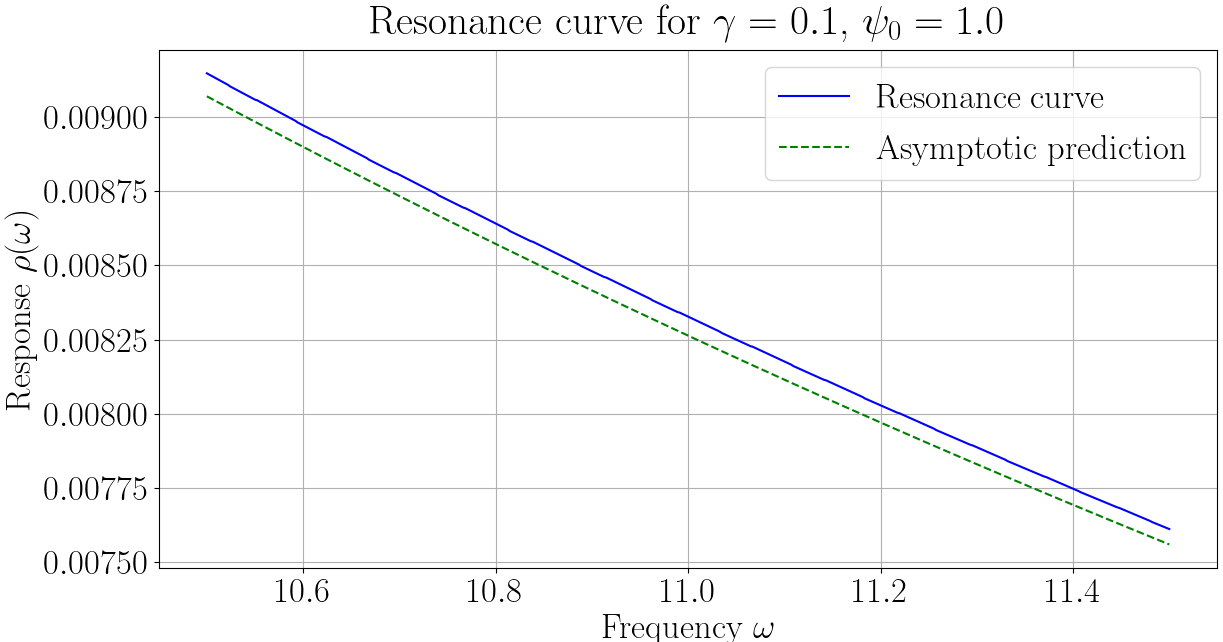 Resonance curve for γ = 0.1, ψ₀ = 1.0
Resonance curve
Asymptotic prediction
Response ρ(ω)
0.00900
0.00875
0.00850
0.00825
0.00800
0.00775
0.00750
10.6 10.8 11.0 11.2 11.4
Frequency ω